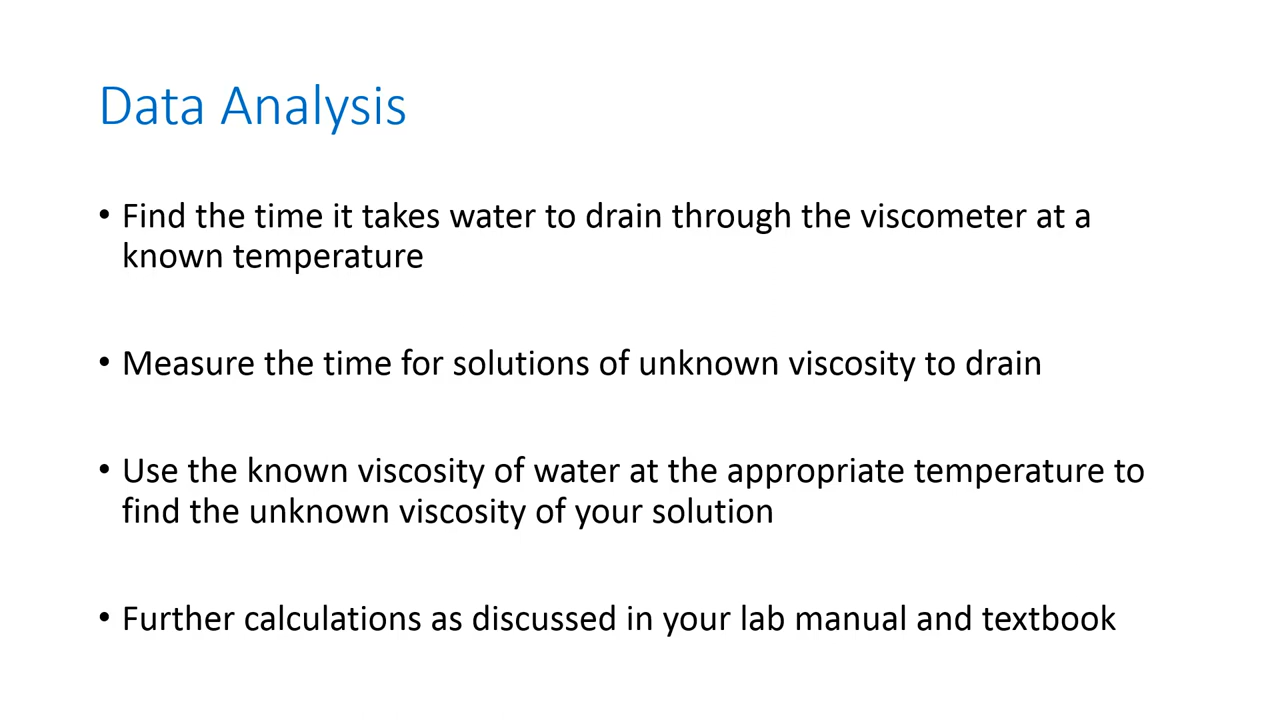 Data Analysis
• Find the time it takes water to drain through the viscometer at a
known temperature
• Measure the time for solutions of unknown viscosity to drain
• Use the known viscosity of water at the appropriate temperature to
find the unknown viscosity of your solution
• Further calculations as discussed in your lab manual and textbook